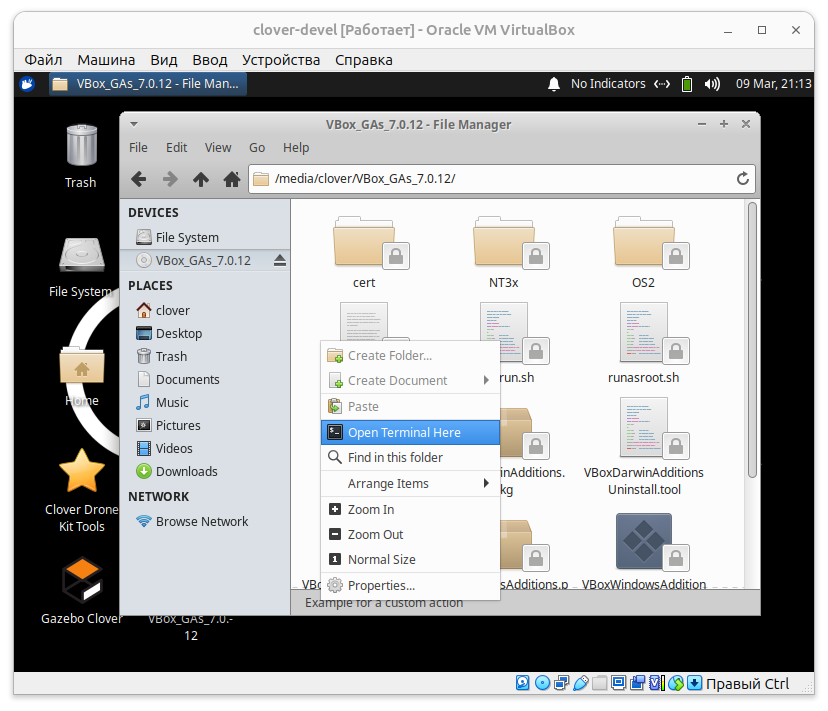 clover-devel [Работает] - Oracle VM VirtualBox
Файл Машина Вид Ввод Устройства Справка
VBox_GAs_7.0.12 - File Man...
No Indicators
09 Mar, 21:13
VBox_GAs_7.0.12 - File Manager
File Edit View Go Help
/media/clover/VBox_GAs_7.0.12/
Trash
File System
Home
Clover Drone
Kit Tools
Gazebo Clover
VBox_GAs_7.0.-
12
DEVICES
File System
VBox_GAs_7.0.12
PLACES
clover
Desktop
Trash
Documents
Music
Pictures
Videos
Downloads
NETWORK
Browse Network
cert
NT3x
OS2
run.sh
runasroot.sh
VBoxDarwinAdditions
Uninstall.tool
VBoxWindowsAddition
Create Folder...
Create Document
Paste
Open Terminal Here
Find in this folder
Arrange Items
Zoom In
Zoom Out
1
Normal Size
Properties...
Example for a custom action
Правый Ctrl